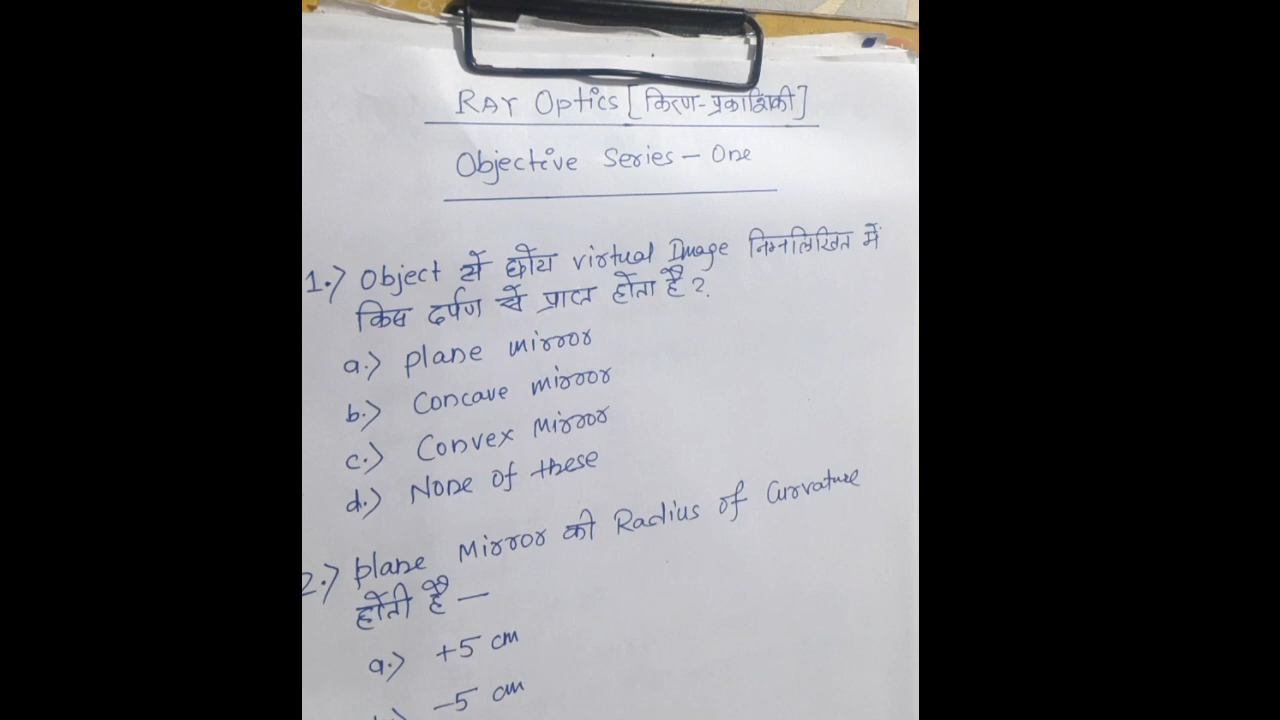 RAY Optics [किरण-प्रकाशिकी]
Objective Series - One
1.) Object से छोटा virtual Image निम्नलिखित में
किस दर्पण से प्राप्त होता है ?
a.) plane mirror
b.) Concave mirror
c.) Convex Mirror
d.) None of these
2.) plane Mirror की Radius of Curvature
होती है —
a.) +5 cm
-5 cm